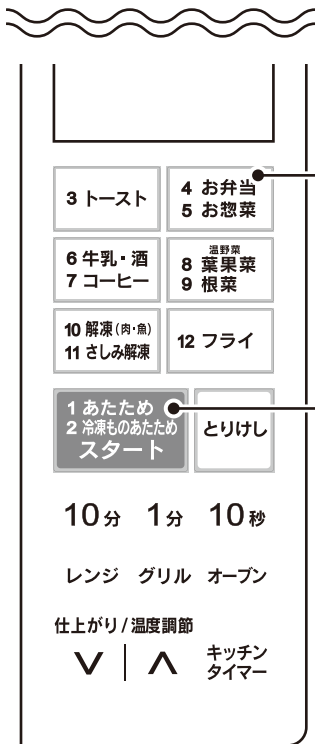 3 トースト
4 お弁当
5 お惣菜
6 牛乳・酒
7 コーヒー
温野菜
8 葉果菜
9 根菜
10 解凍(肉・魚)
11 さしみ解凍
12 フライ
1 あたため
2 冷凍ものあたため
スタート
とりけし
10分 1分 10秒
レンジ グリル オーブン
仕上がり/温度調節
キッチン
タイマー